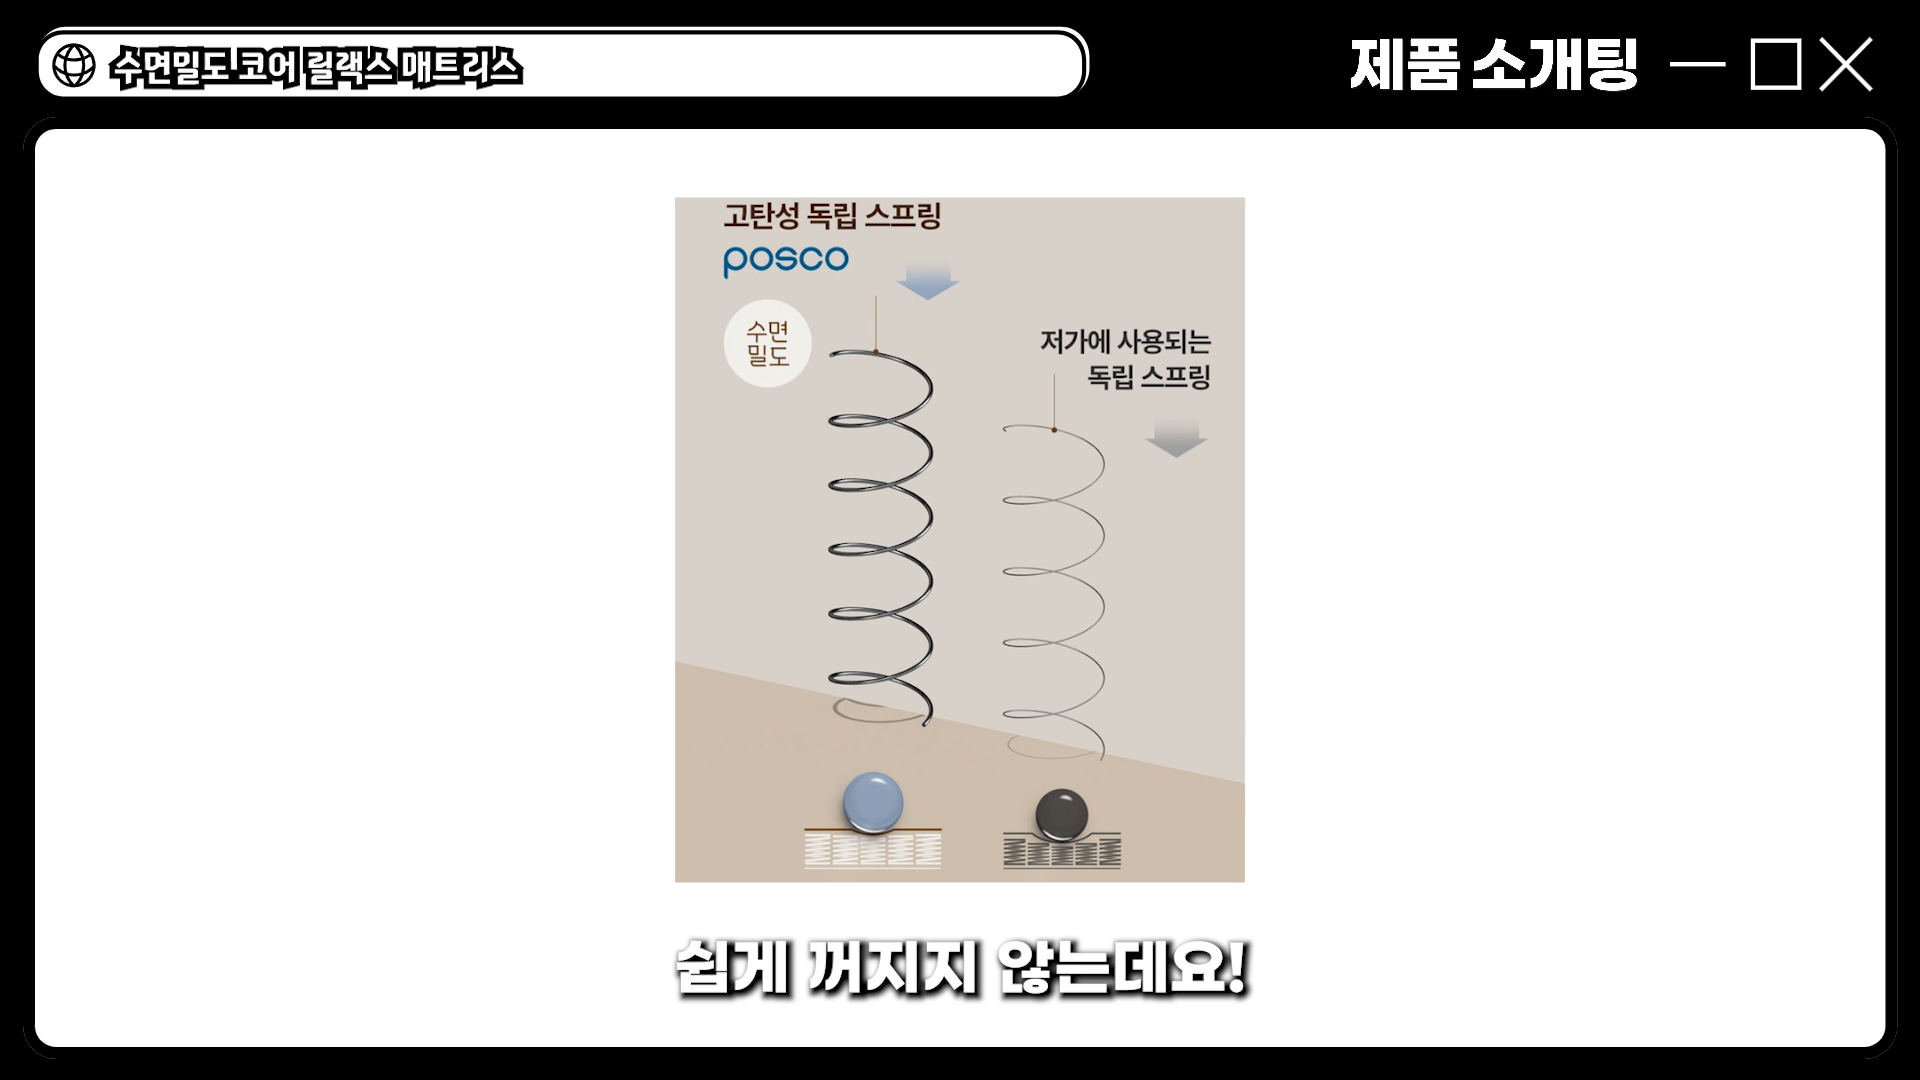 수면밀도 코어 릴랙스 매트리스
제품 소개팅
고탄성 독립 스프링
posco
수면
밀도
저가에 사용되는
독립 스프링
쉽게 꺼지지 않는데요!